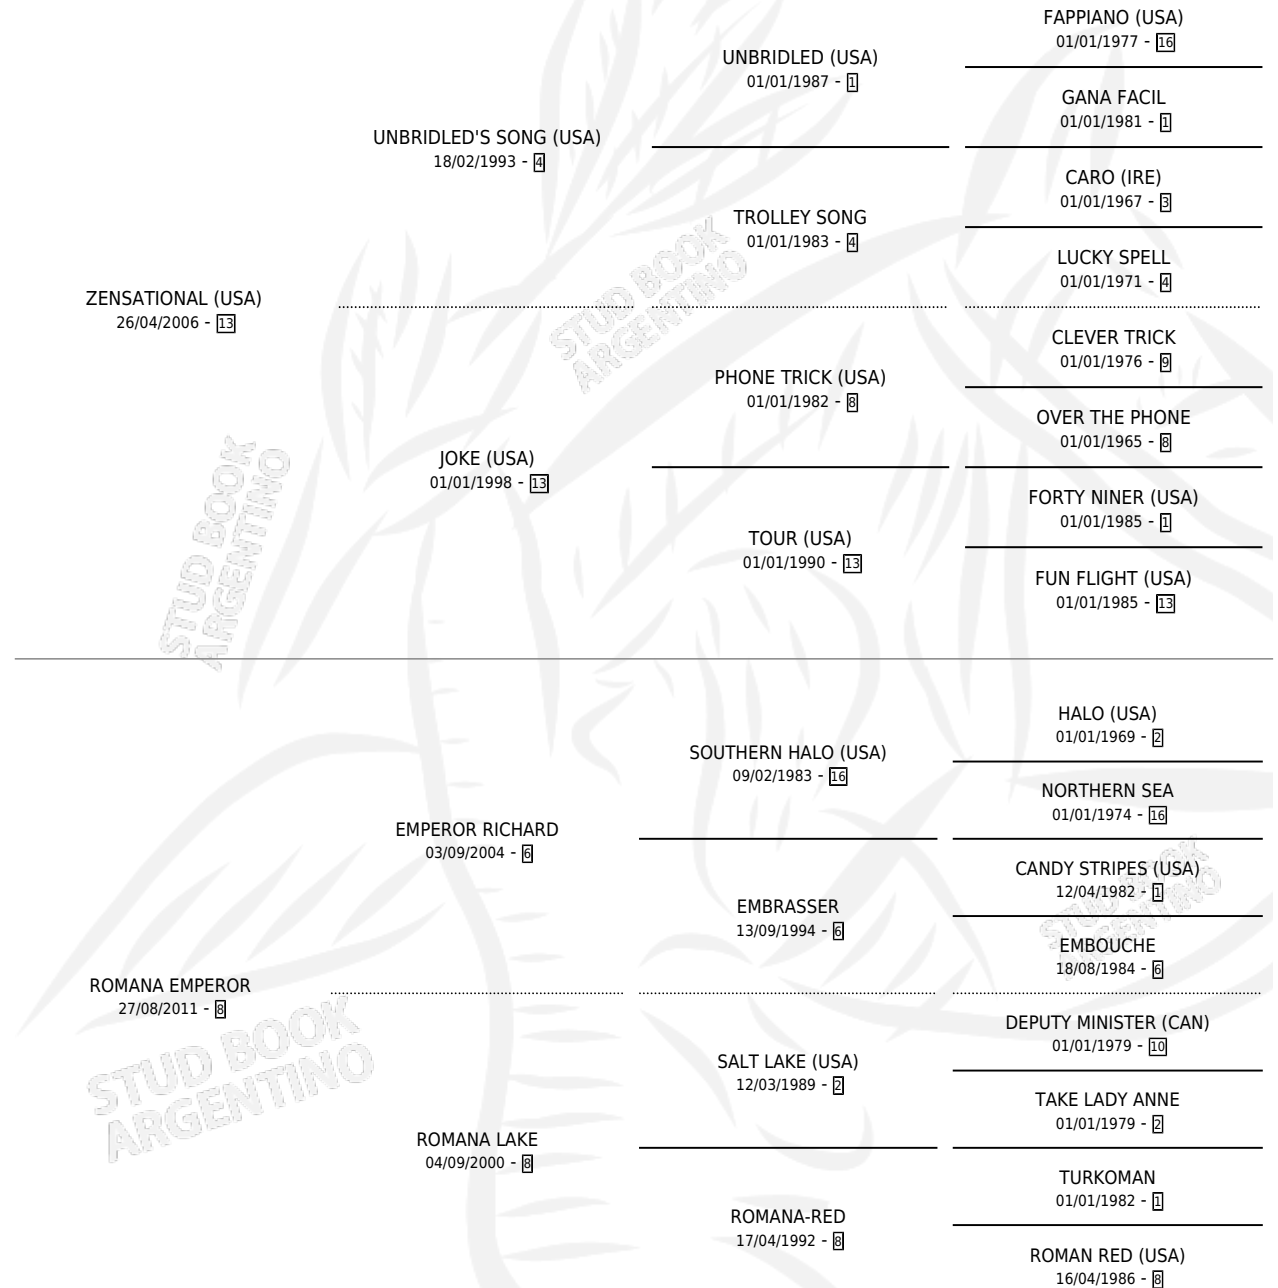 FAPPIANO (USA)
01/01/1977 - 16
UNBRIDLED (USA)
01/01/1987 - 1
GANA FACIL
01/01/1981 - 1
UNBRIDLED'S SONG (USA)
18/02/1993 - 4
CARO (IRE)
01/01/1967 - 3
TROLLEY SONG
01/01/1983 - 4
LUCKY SPELL
01/01/1971 - 4
ZENSATIONAL (USA)
26/04/2006 - 13
CLEVER TRICK
01/01/1976 - 9
PHONE TRICK (USA)
01/01/1982 - 8
OVER THE PHONE
01/01/1965 - 8
JOKE (USA)
01/01/1998 - 13
FORTY NINER (USA)
01/01/1985 - 1
TOUR (USA)
01/01/1990 - 13
FUN FLIGHT (USA)
01/01/1985 - 13
STUD BOOK
ARGENTINO
STUD BOOK
ARGENTINO
HALO (USA)
01/01/1969 - 2
SOUTHERN HALO (USA)
09/02/1983 - 16
NORTHERN SEA
01/01/1974 - 16
EMPEROR RICHARD
03/09/2004 - 6
CANDY STRIPES (USA)
12/04/1982 - 1
EMBRASSER
13/09/1994 - 6
EMBOUCHE
18/08/1984 - 6
STUD BOOK
ARGENTINO
ROMANA EMPEROR
27/08/2011 - 8
DEPUTY MINISTER (CAN)
01/01/1979 - 10
SALT LAKE (USA)
12/03/1989 - 2
TAKE LADY ANNE
01/01/1979 - 2
STUD BOOK
ARGENTINO
ROMANA LAKE
04/09/2000 - 8
TURKOMAN
01/01/1982 - 1
ROMANA-RED
17/04/1992 - 8
ROMAN RED (USA)
16/04/1986 - 8